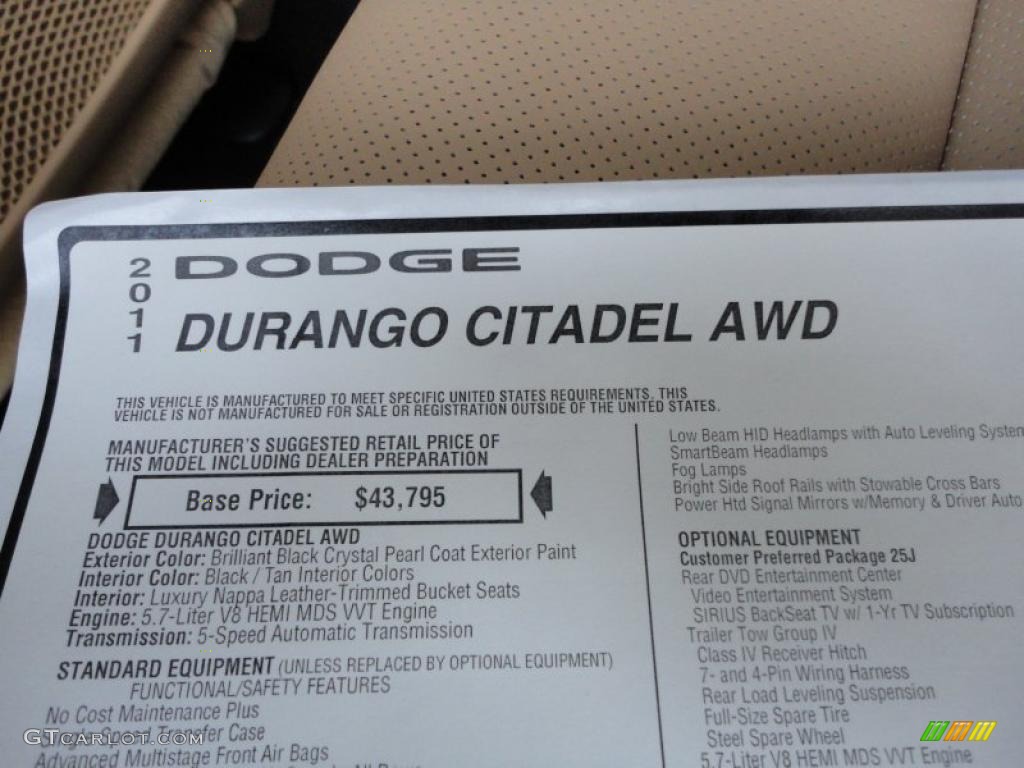 2011
DODGE
DURANGO CITADEL AWD
THIS VEHICLE IS MANUFACTURED TO MEET SPECIFIC UNITED STATES REQUIREMENTS. THIS
VEHICLE IS NOT MANUFACTURED FOR SALE OR REGISTRATION OUTSIDE OF THE UNITED STATES.
MANUFACTURER'S SUGGESTED RETAIL PRICE OF
THIS MODEL INCLUDING DEALER PREPARATION
Base Price: $43,795
DODGE DURANGO CITADEL AWD
Exterior Color: Brilliant Black Crystal Pearl Coat Exterior Paint
Interior Color: Black / Tan Interior Colors
Interior: Luxury Nappa Leather-Trimmed Bucket Seats
Engine: 5.7-Liter V8 HEMI MDS VVT Engine
Transmission: 5-Speed Automatic Transmission
STANDARD EQUIPMENT (UNLESS REPLACED BY OPTIONAL EQUIPMENT)
FUNCTIONAL/SAFETY FEATURES
No Cost Maintenance Plus
Transfer Case
Advanced Multistage Front Air Bags
Low Beam HID Headlamps with Auto Leveling System
SmartBeam Headlamps
Fog Lamps
Bright Side Roof Rails with Stowable Cross Bars
Power Htd Signal Mirrors w/Memory & Driver Auto
OPTIONAL EQUIPMENT
Customer Preferred Package 25J
Rear DVD Entertainment Center
Video Entertainment System
SIRIUS BackSeat TV w/ 1-Yr TV Subscription
Trailer Tow Group IV
Class IV Receiver Hitch
7- and 4-Pin Wiring Harness
Rear Load Leveling Suspension
Full-Size Spare Tire
Steel Spare Wheel
5.7-Liter V8 HEMI MDS VVT Engine
GTCarLot.com